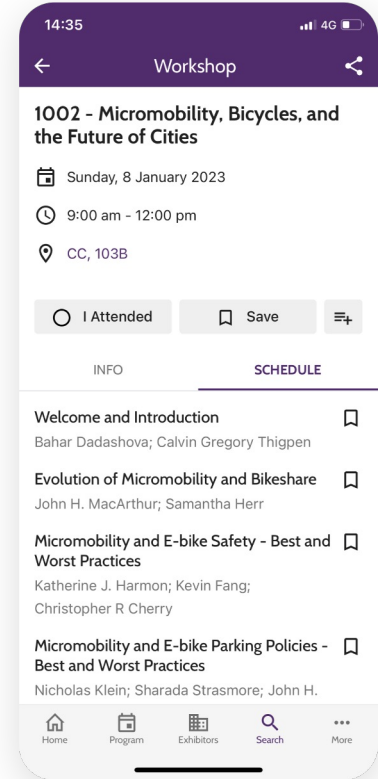 14:35
4G
Workshop
1002 - Micromobility, Bicycles, and
the Future of Cities
Sunday, 8 January 2023
9:00 am - 12:00 pm
CC, 103B
I Attended
Save
INFO
SCHEDULE
Welcome and Introduction
Bahar Dadashova; Calvin Gregory Thigpen
Evolution of Micromobility and Bikeshare
John H. MacArthur; Samantha Herr
Micromobility and E-bike Safety - Best and
Worst Practices
Katherine J. Harmon; Kevin Fang;
Christopher R Cherry
Micromobility and E-bike Parking Policies -
Best and Worst Practices
Nicholas Klein; Sharada Strasmore; John H.
Home
Program
Exhibitors
Search
More